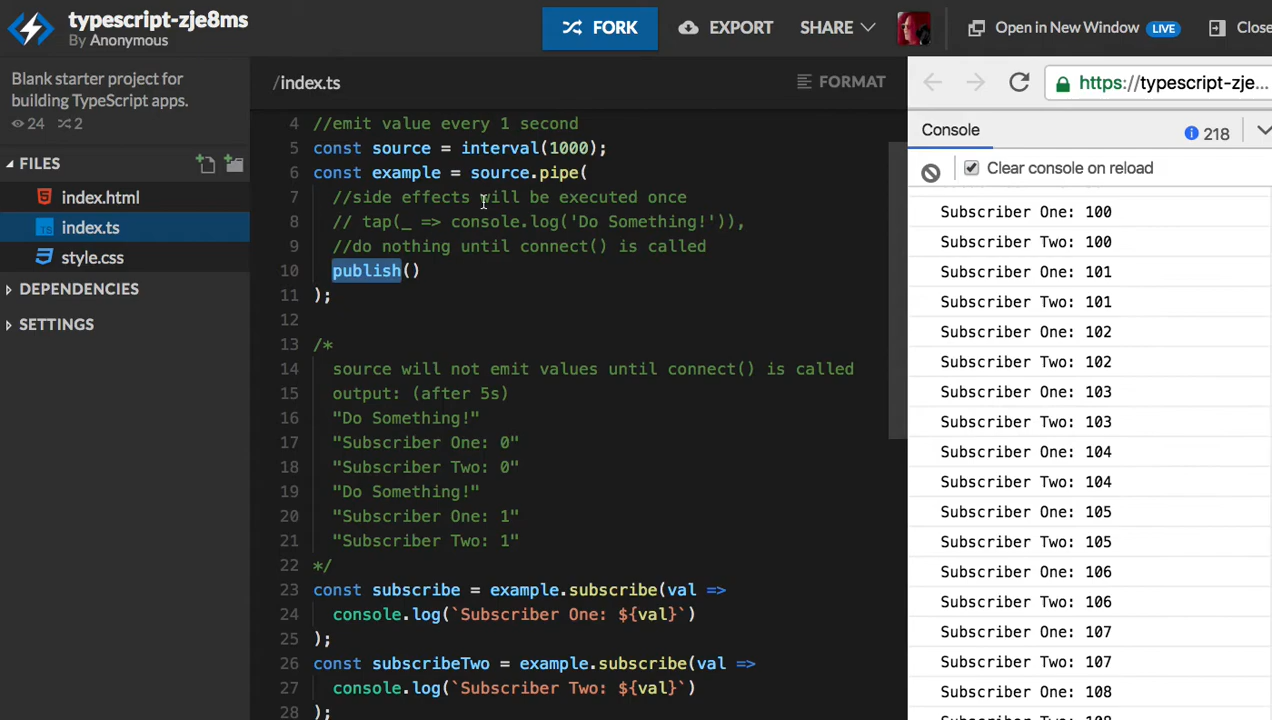 typescript-zje8ms
By Anonymous
FORK
EXPORT
SHARE
Open in New Window LIVE
Close
Blank starter project for
building TypeScript apps.
24 2
FILES
index.html
TS index.ts
style.css
DEPENDENCIES
SETTINGS
/index.ts
FORMAT
4 //emit value every 1 second
5 const source = interval(1000);
6 const example = source.pipe(
7 //side effects will be executed once
8 // tap(_ => console.log('Do Something!')),
9 //do nothing until connect() is called
10 publish()
11 );
12
13 /*
14 source will not emit values until connect() is called
15 output: (after 5s)
16 "Do Something!"
17 "Subscriber One: 0"
18 "Subscriber Two: 0"
19 "Do Something!"
20 "Subscriber One: 1"
21 "Subscriber Two: 1"
22 */
23 const subscribe = example.subscribe(val =>
24 console.log(`Subscriber One: ${val}`)
25 );
26 const subscribeTwo = example.subscribe(val =>
27 console.log(`Subscriber Two: ${val}`)
28 );
https://typescript-zje...
Console
218
Clear console on reload
Subscriber One: 100
Subscriber Two: 100
Subscriber One: 101
Subscriber Two: 101
Subscriber One: 102
Subscriber Two: 102
Subscriber One: 103
Subscriber Two: 103
Subscriber One: 104
Subscriber Two: 104
Subscriber One: 105
Subscriber Two: 105
Subscriber One: 106
Subscriber Two: 106
Subscriber One: 107
Subscriber Two: 107
Subscriber One: 108
Subscriber Two: 108